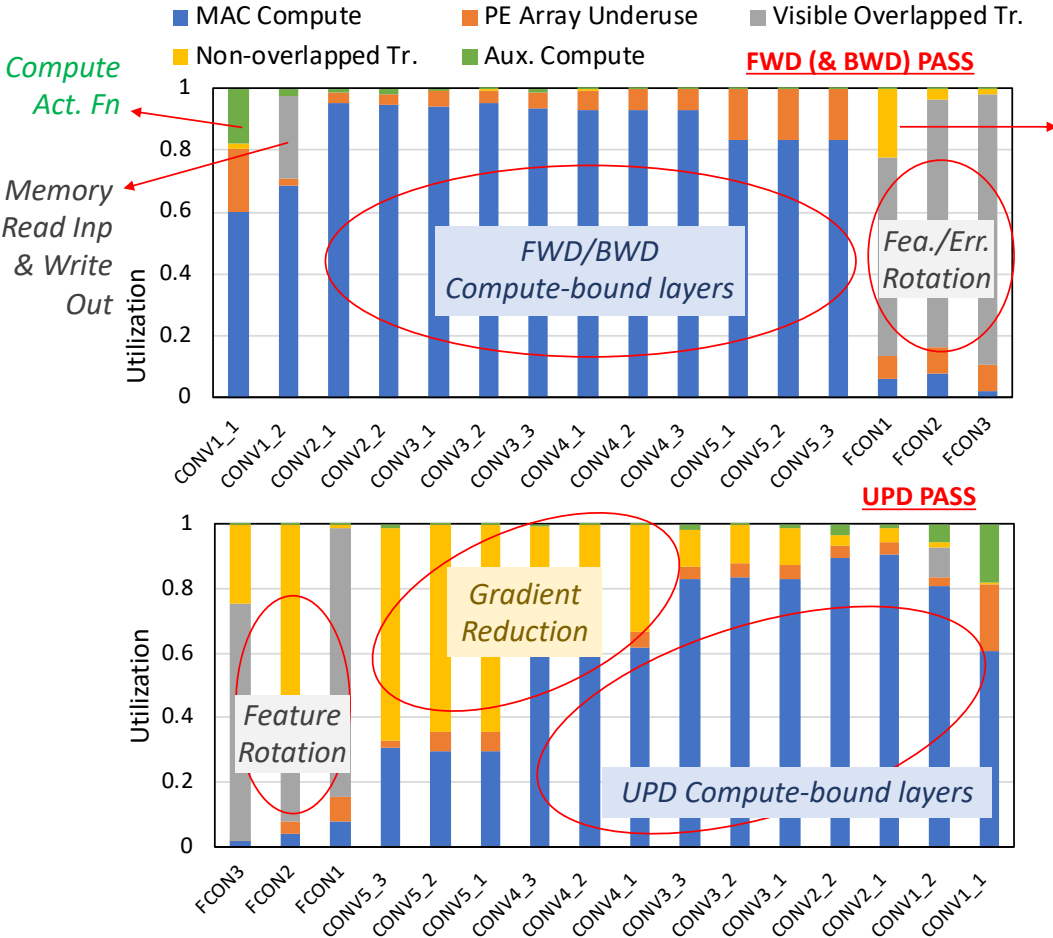 MAC Compute PE Array Underuse Visible Overlapped Tr.
Non-overlapped Tr. Aux. Compute
FWD (& BWD) PASS
Compute
Act. Fn
Memory
Read Inp
& Write
Out
Utilization
1
0.8
0.6
0.4
0.2
0
FWD/BWD
Compute-bound layers
Fea./Err.
Rotation
CONV1_1
CONV1_2
CONV2_1
CONV2_2
CONV3_1
CONV3_2
CONV3_3
CONV4_1
CONV4_2
CONV4_3
CONV5_1
CONV5_2
CONV5_3
FCON1
FCON2
FCON3
UPD PASS
Utilization
1
0.8
0.6
0.4
0.2
0
Gradient
Reduction
Feature
Rotation
UPD Compute-bound layers
FCON3
FCON2
FCON1
CONV5_3
CONV5_2
CONV5_1
CONV4_3
CONV4_2
CONV4_1
CONV3_3
CONV3_2
CONV3_1
CONV2_2
CONV2_1
CONV1_2
CONV1_1